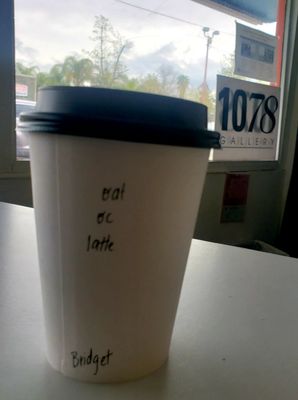 1078
GALLERY
oat
oc
latte
Bridget